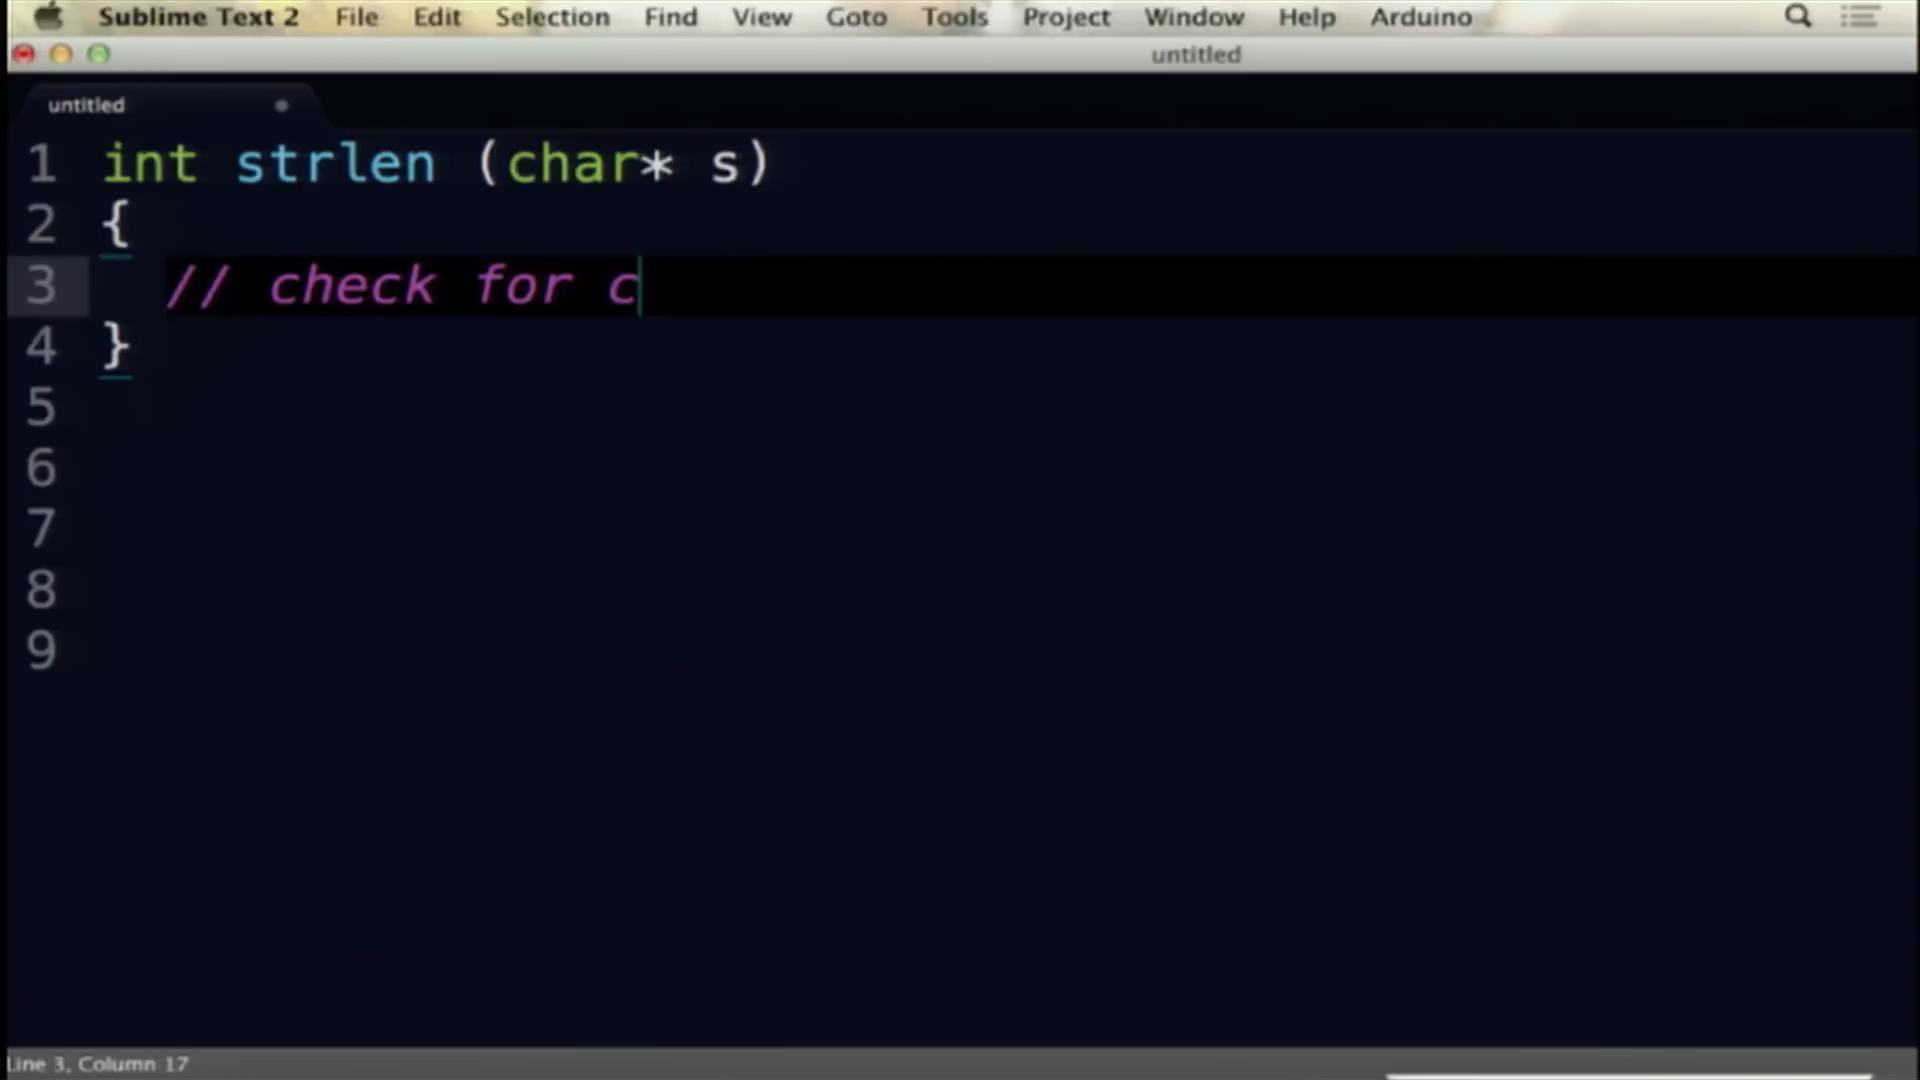 Sublime Text 2 File Edit Selection Find View Goto Tools Project Window Help Arduino
untitled
untitled
1 int strlen (char* s)
2 {
3 // check for c
4 }
5
6
7
8
9
Line 3, Column 17